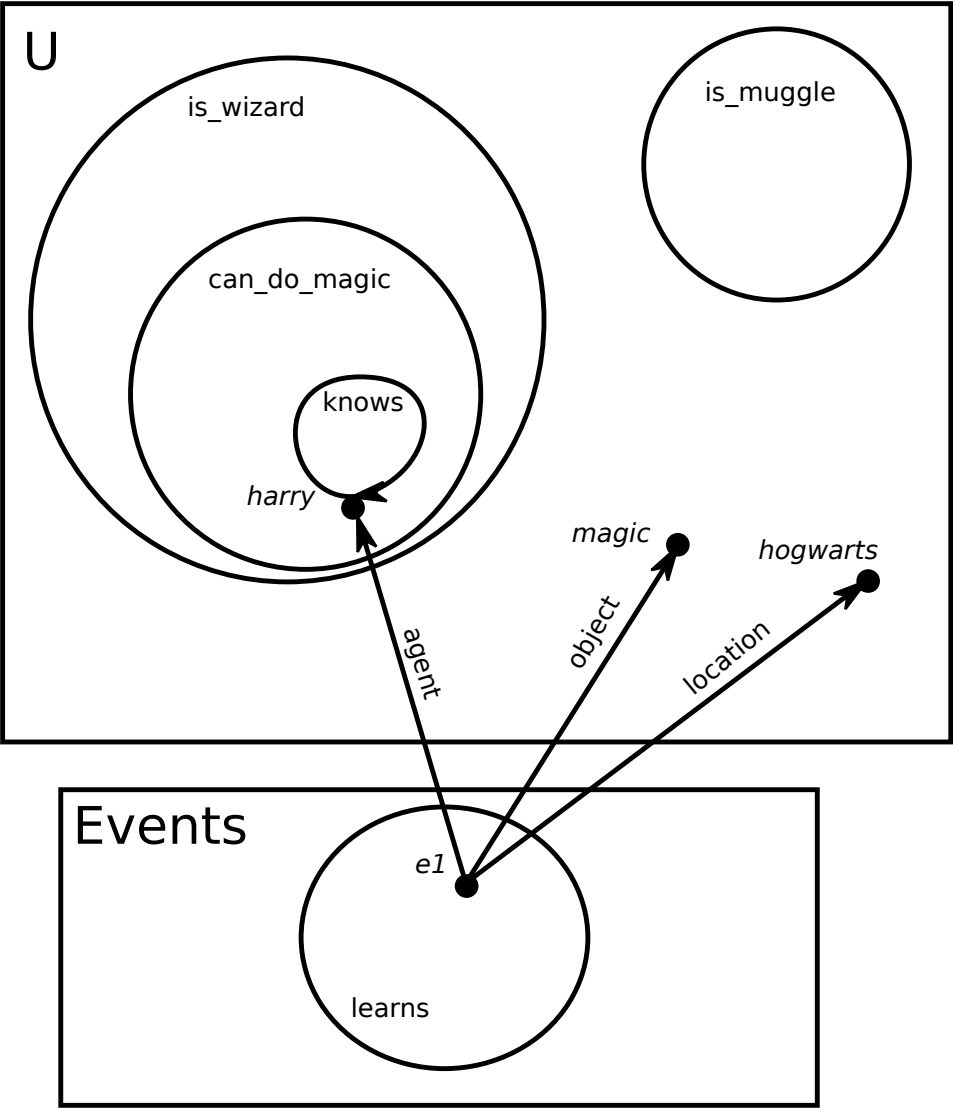 U
is_wizard
is_muggle
can_do_magic
knows
harry
magic
hogwarts
agent
object
location
Events
e1
learns